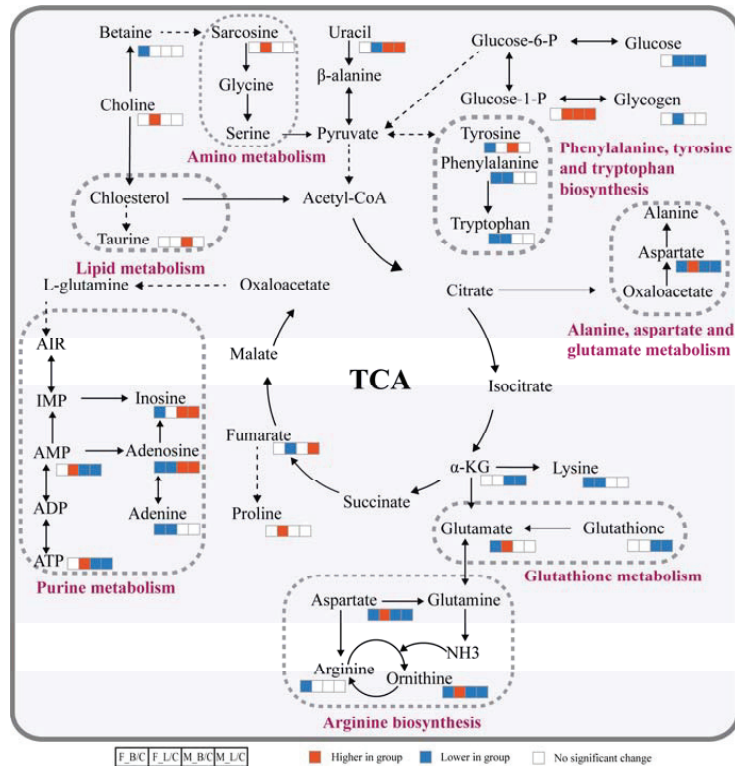 Betaine
Sarcosine
Uracil
Glucose-6-P
Glucose
β-alanine
Glycine
Choline
Glucose-1-P
Glycogen
Serine
Pyruvate
Tyrosine
Amino metabolism
Phenylalanine
Phenylalanine, tyrosine
and tryptophan
biosynthesis
Chloesterol
Acetyl-CoA
Tryptophan
Alanine
Taurine
Aspartate
Lipid metabolism
L-glutamine
Oxaloacetate
Citrate
Oxaloacetate
Alanine, aspartate and
glutamate metabolism
AIR
Malate
TCA
Isocitrate
IMP
Inosine
Fumarate
AMP
Adenosine
α-KG
Lysine
Succinate
ADP
Adenine
Proline
Glutamate
Glutathione
ATP
Purine metabolism
Glutathione metabolism
Aspartate
Glutamine
NH3
Arginine
Ornithine
Arginine biosynthesis
F_B/C F_L/C M_B/C M_L/C
Higher in group
Lower in group
No significant change